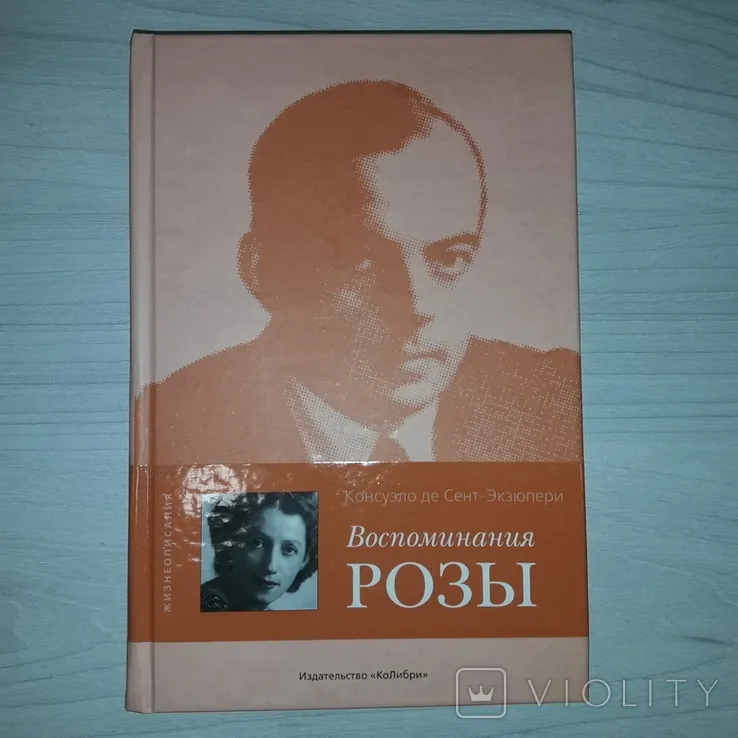 Консуэло де Сент-Экзюпери
Воспоминания
РОЗЫ
ЖИЗНЕОПИСАНИЯ
Издательство «КоЛибри»
VIOLITY